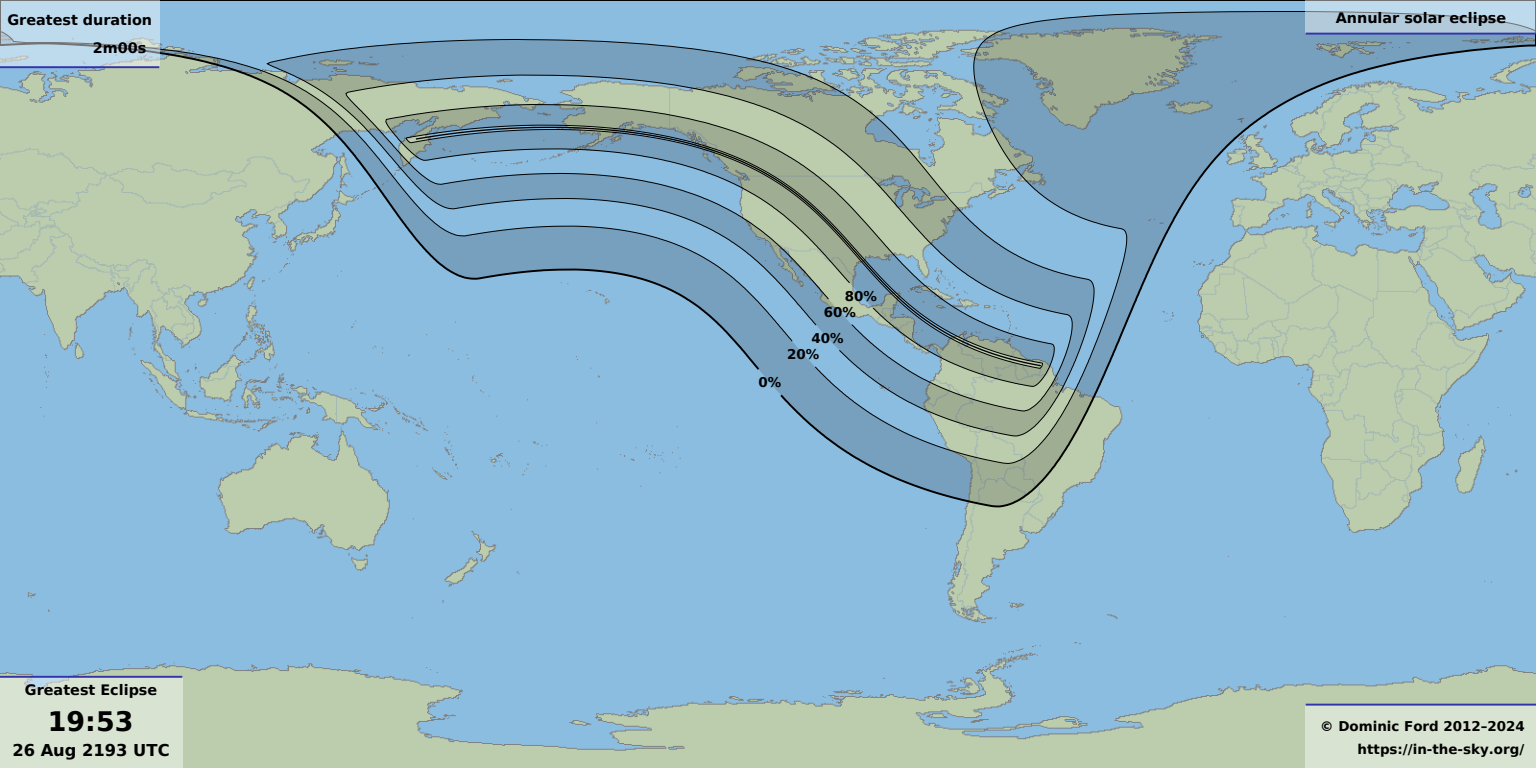 Greatest duration
2m00s
Annular solar eclipse
80%
60%
40%
20%
0%
Greatest Eclipse
19:53
26 Aug 2193 UTC
© Dominic Ford 2012–2024
https://in-the-sky.org/